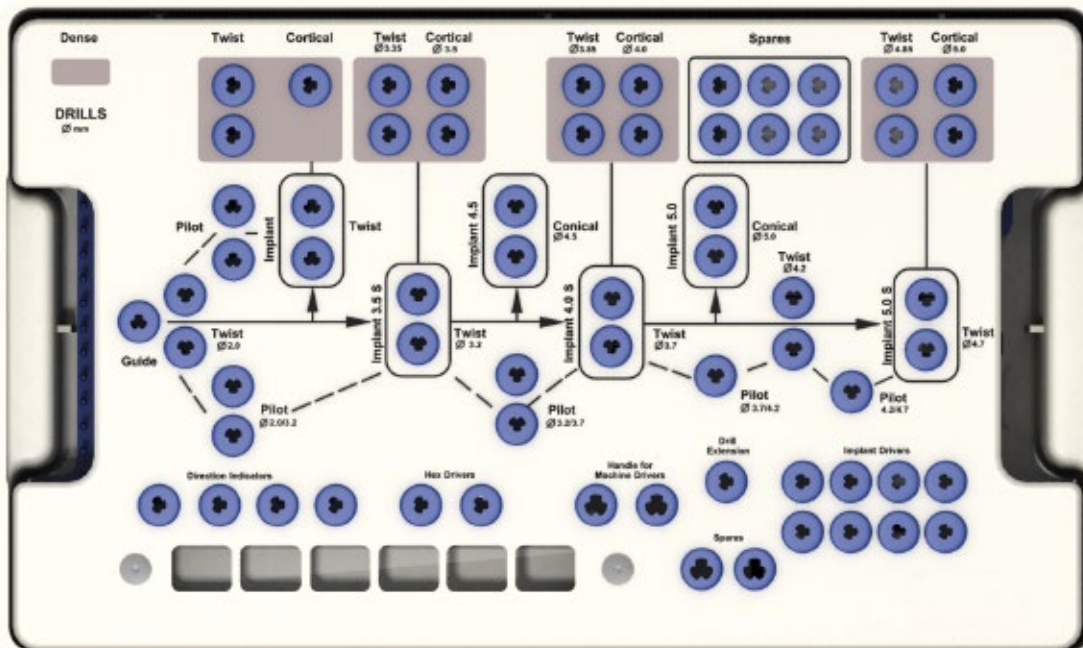 Dense
DRILLS
Ø mm
Twist
Cortical
Twist
Ø3.35
Cortical
Ø3.5
Twist
Ø3.85
Cortical
Ø4.0
Spares
Twist
Ø4.85
Cortical
Ø5.0
Pilot
Implant
Twist
Implant 4.5
Conical
Ø4.5
Implant 5.0
Conical
Ø5.0
Twist
Ø4.2
Guide
Twist
Ø2.0
Implant 3.5 S
Twist
Ø 3.2
Implant 4.0 S
Twist
Ø3.7
Implant 5.0 S
Twist
Ø4.7
Pilot
Ø2.0/3.2
Pilot
Ø3.2/3.7
Pilot
Ø 3.7/4.2
Pilot
4.2/4.7
Direction Indicators
Hex Drivers
Handle for
Machine Drivers
Drill
Extension
Implant Drivers
Spares